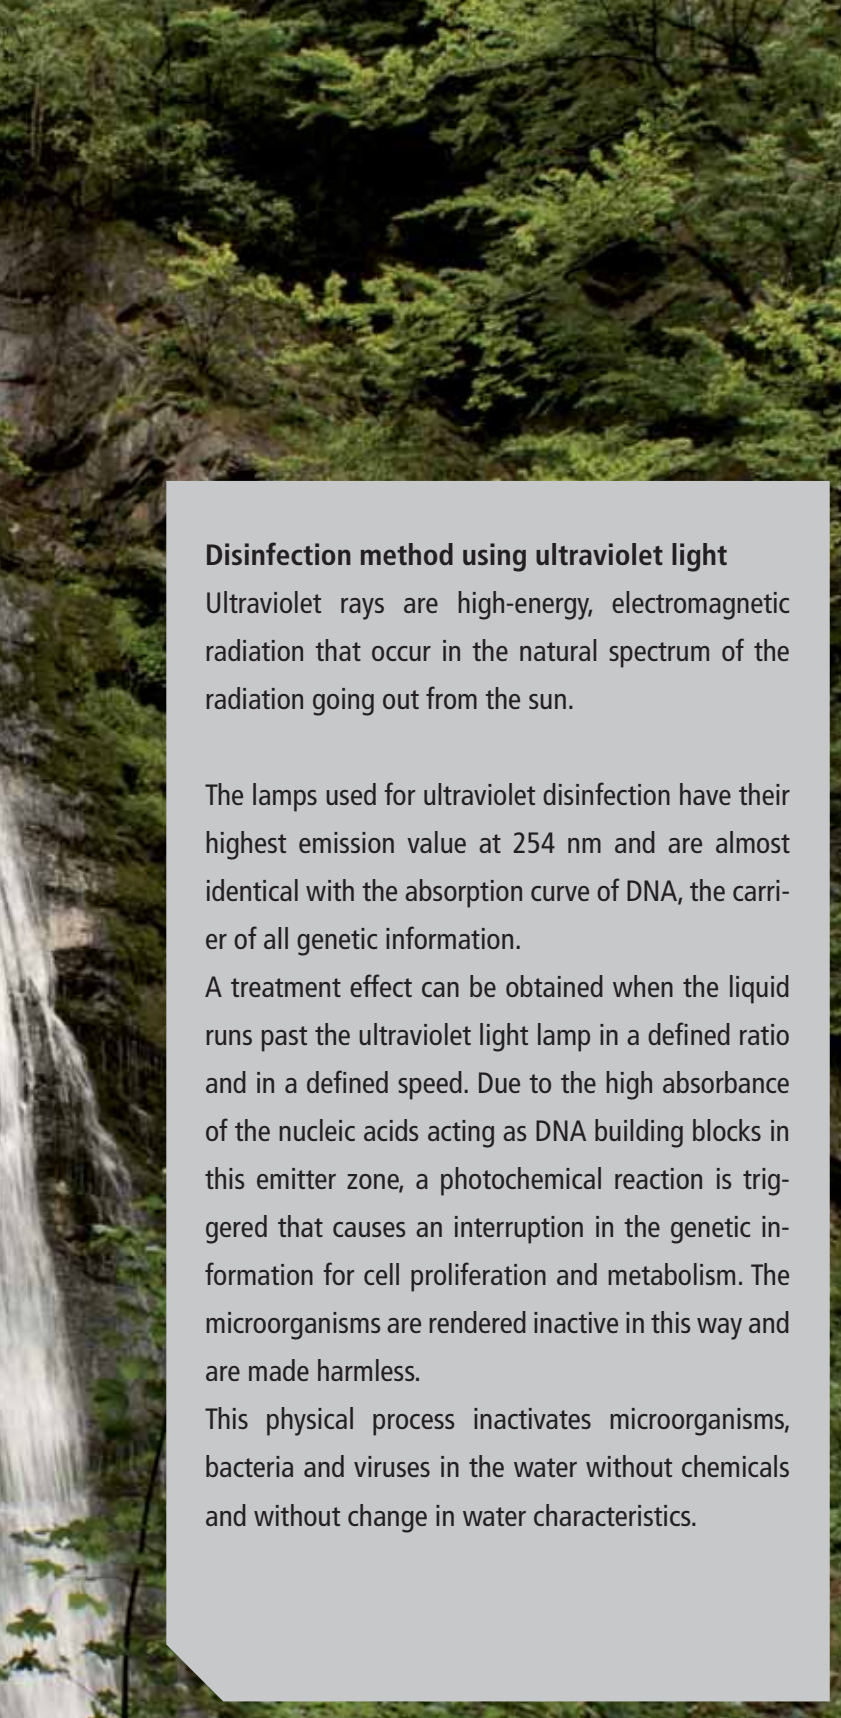 Disinfection method using ultraviolet light
Ultraviolet rays are high-energy, electromagnetic
radiation that occur in the natural spectrum of the
radiation going out from the sun.
The lamps used for ultraviolet disinfection have their
highest emission value at 254 nm and are almost
identical with the absorption curve of DNA, the carri-
er of all genetic information.
A treatment effect can be obtained when the liquid
runs past the ultraviolet light lamp in a defined ratio
and in a defined speed. Due to the high absorbance
of the nucleic acids acting as DNA building blocks in
this emitter zone, a photochemical reaction is trig-
gered that causes an interruption in the genetic in-
formation for cell proliferation and metabolism. The
microorganisms are rendered inactive in this way and
are made harmless.
This physical process inactivates microorganisms,
bacteria and viruses in the water without chemicals
and without change in water characteristics.